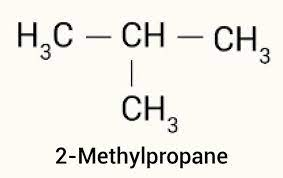 H₃C — CH — CH₃
|
CH₃
2-Methylpropane